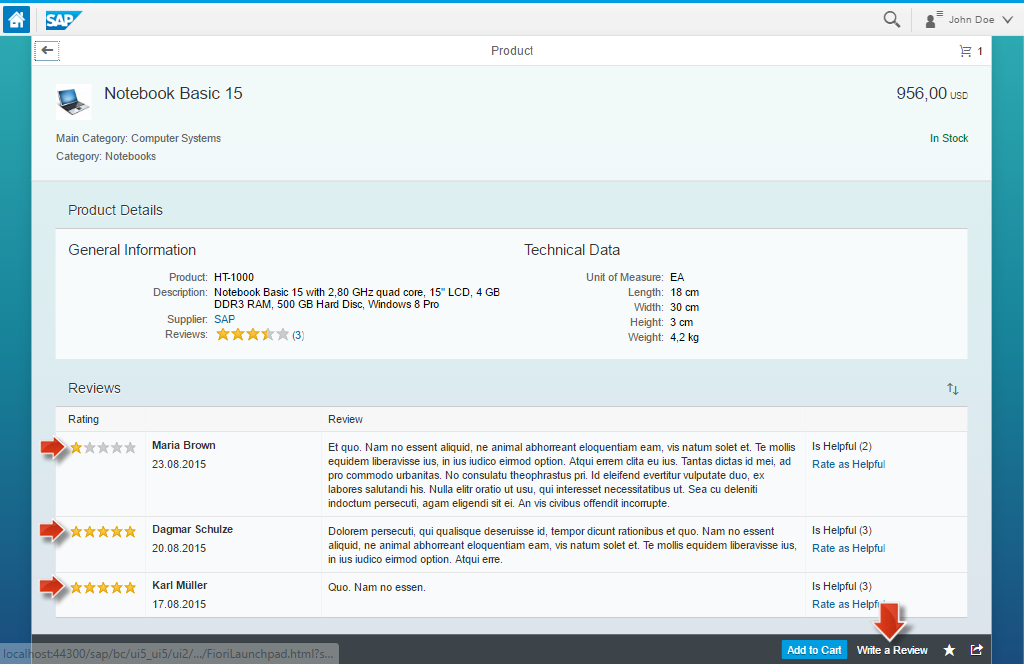 SAP
John Doe
Product
1
Notebook Basic 15
956,00 USD
Main Category: Computer Systems
In Stock
Category: Notebooks
Product Details
General Information
Product: HT-1000
Description: Notebook Basic 15 with 2,80 GHz quad core, 15" LCD, 4 GB
DDR3 RAM, 500 GB Hard Disc, Windows 8 Pro
Supplier: SAP
Reviews: (3)
Technical Data
Unit of Measure: EA
Length: 18 cm
Width: 30 cm
Height: 3 cm
Weight: 4,2 kg
Reviews
Rating
Review
Maria Brown
23.08.2015
Et quo. Nam no essent aliquid, ne animal abhorreant eloquentiam eam, vis natum solet et. Te mollis
equidem liberavisse ius, in ius iudico eirmod option. Atqui errem clita eu ius. Tantas dictas id mei, ad
pro commodo urbanitas. No consulatu theophrastus pri. Id eleifend evertitur vulputate duo, ex
labores salutandi his. Nulla elitr oratio ut usu, qui interesset necessitatibus ut. Sea cu deleniti
indoctum persecuti, agam eligendi sit ei. An vis civibus offendit incorrupte.
Is Helpful (2)
Rate as Helpful
Dagmar Schulze
20.08.2015
Dolorem persecuti, qui qualisque deseruisse id, tempor dicunt rationibus et quo. Nam no essent
aliquid, ne animal abhorreant eloquentiam eam, vis natum solet et. Te mollis equidem liberavisse ius,
in ius iudico eirmod option. Atqui erre.
Is Helpful (3)
Rate as Helpful
Karl Müller
17.08.2015
Quo. Nam no essen.
Is Helpful (3)
Rate as Helpful
localhost:44300/sap/bc/ui5_ui5/ui2/.../FioriLaunchpad.html?s...
Add to Cart
Write a Review